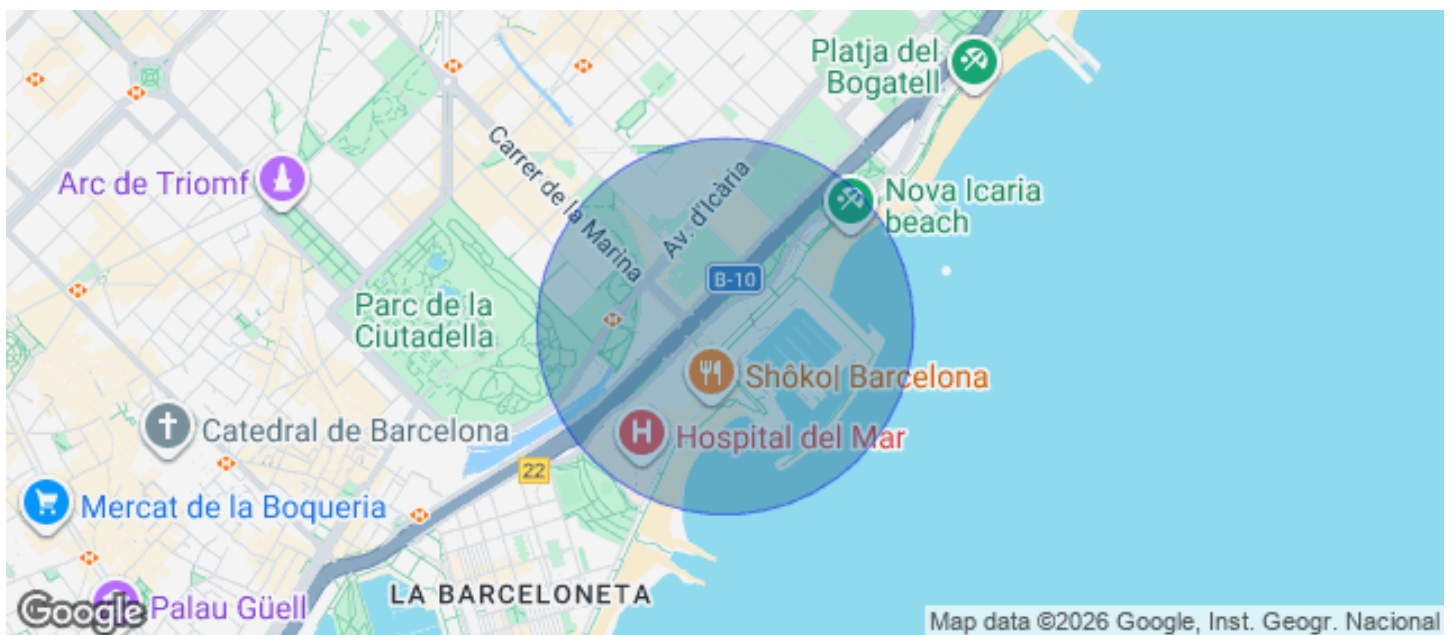 Platja del
Bogatell
Carrer de la Marina
Arc de Triomf
Av. d'Icària
Nova Icaria
beach
B-10
Parc de la
Ciutadella
Shôko| Barcelona
Catedral de Barcelona
H
Hospital del Mar
22
Mercat de la Boqueria
LA BARCELONETA
Google
Palau Güell
Map data ©2026 Google, Inst. Geogr. Nacional